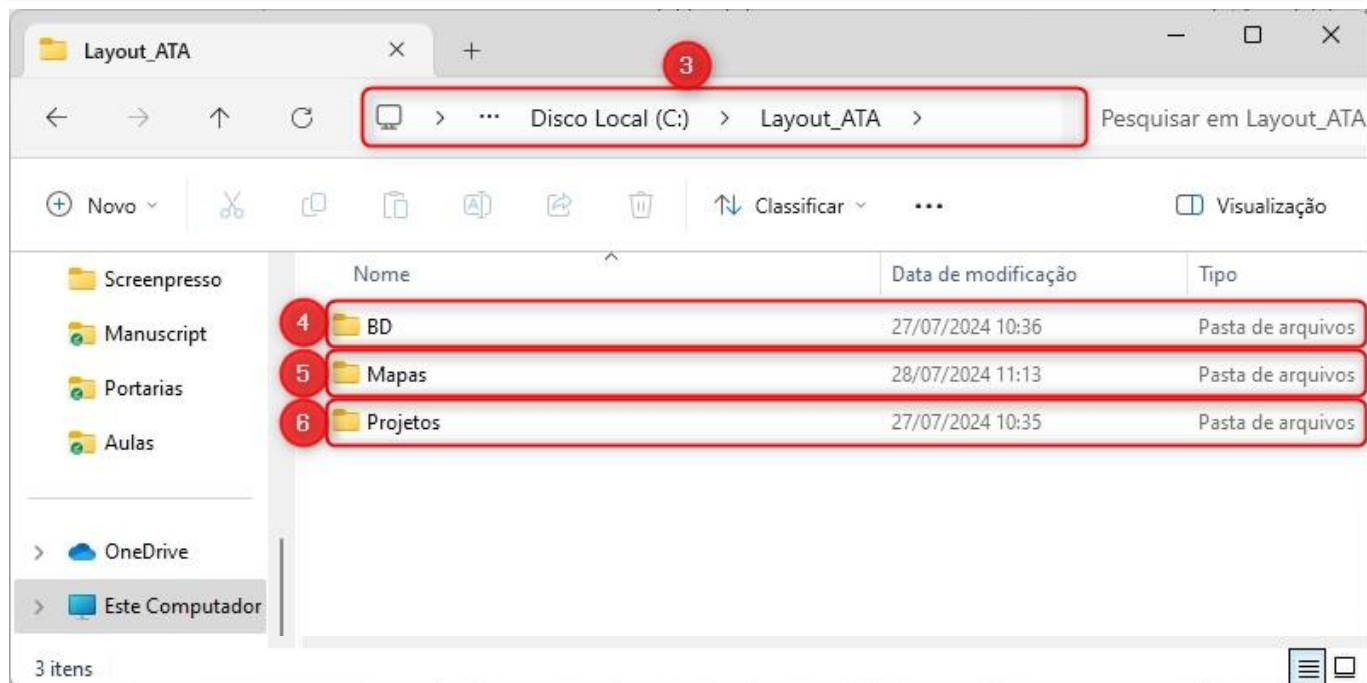 Layout_ATA
3
Disco Local (C:) > Layout_ATA >
Pesquisar em Layout_ATA
Novo
Classificar
Visualização
Nome Data de modificação Tipo
Screenpresso
Manuscript
Portarias
Aulas
OneDrive
Este Computador
4 BD 27/07/2024 10:36 Pasta de arquivos
5 Mapas 28/07/2024 11:13 Pasta de arquivos
6 Projetos 27/07/2024 10:35 Pasta de arquivos
3 itens